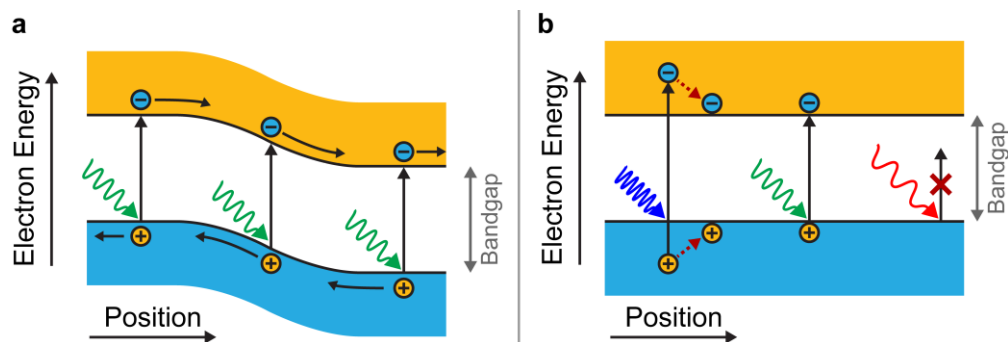 a
Electron Energy
Bandgap
Position
b
Electron Energy
Bandgap
Position